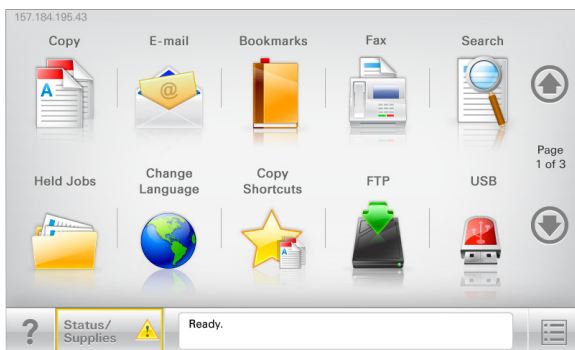 157.184.195.43
Copy
E-mail
Bookmarks
Fax
Search
A
@
Page
1 of 3
Held Jobs
Change
Language
Copy
Shortcuts
FTP
USB
A
?
Status/
Supplies
!
Ready.